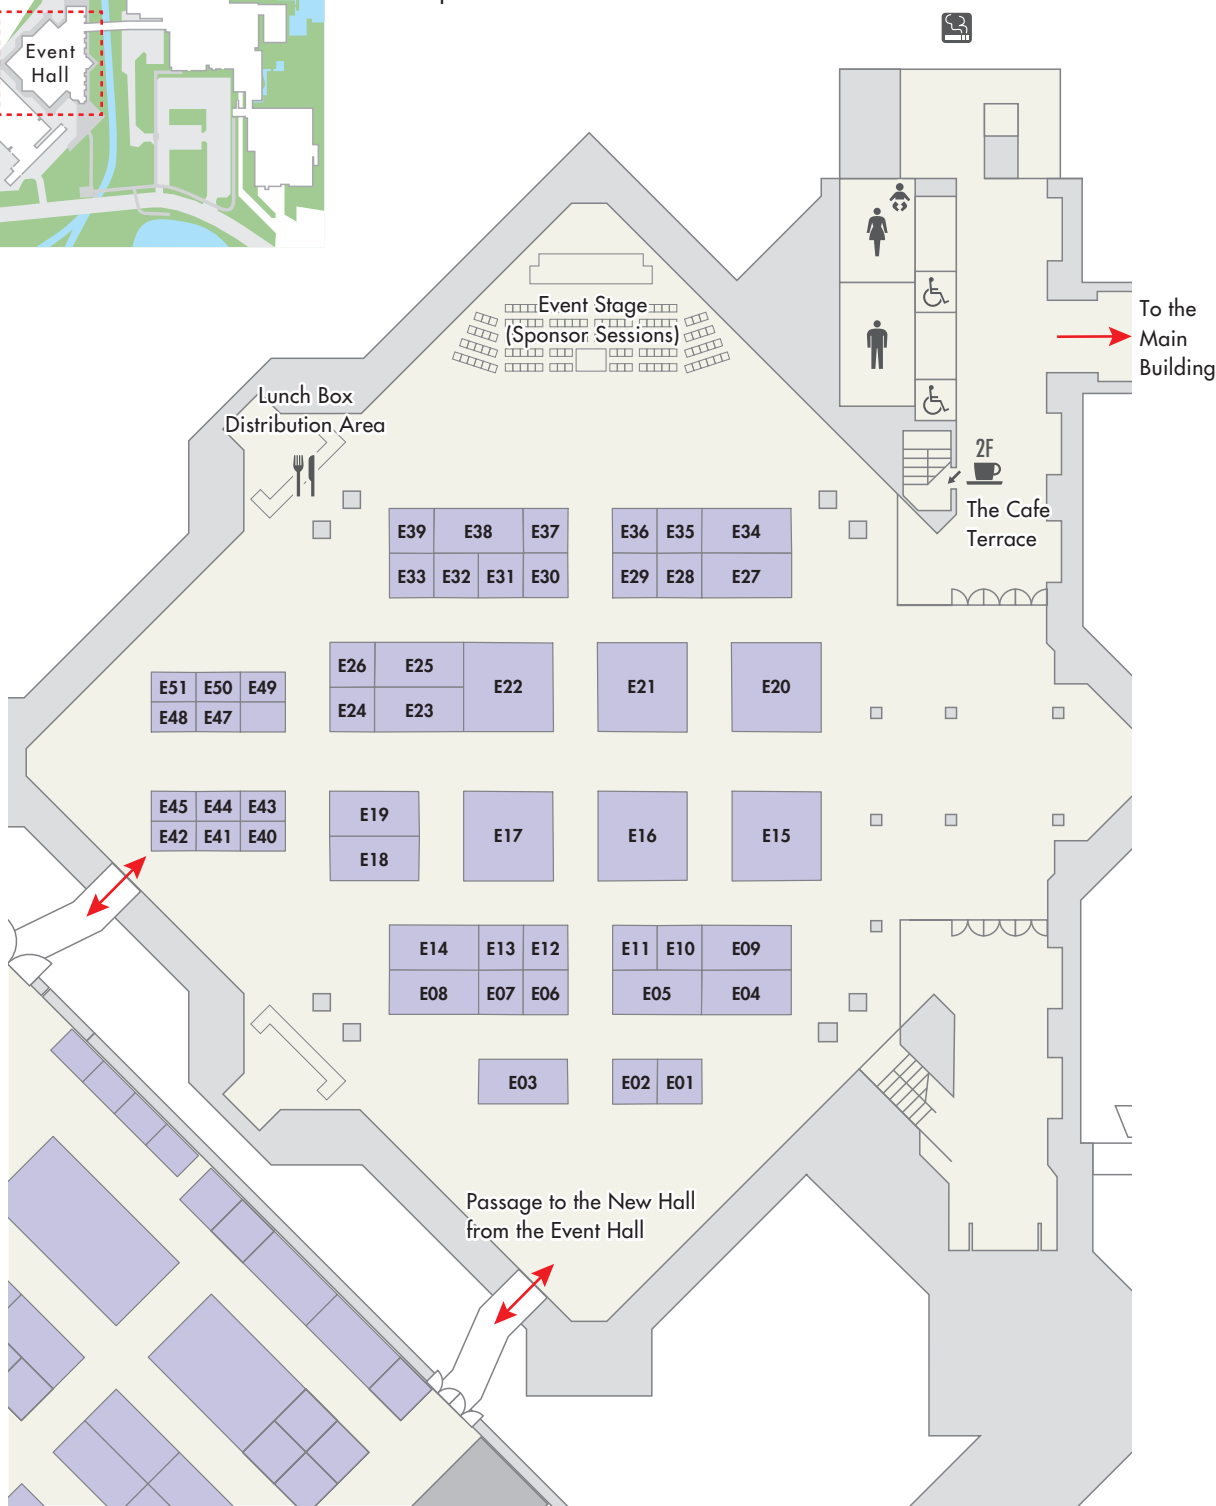 Event
Hall
Event Stage
(Sponsor Sessions)
To the
Main
Building
Lunch Box
Distribution Area
2F
The Cafe
Terrace
E39 E38 E37 E36 E35 E34
E33 E32 E31 E30 E29 E28 E27
E26 E25 E22 E21 E20
E51 E50 E49
E24 E23
E48 E47
E45 E44 E43 E19 E17 E16 E15
E42 E41 E40 E18
E14 E13 E12 E11 E10 E09
E08 E07 E06 E05 E04
E03 E02 E01
Passage to the New Hall
from the Event Hall